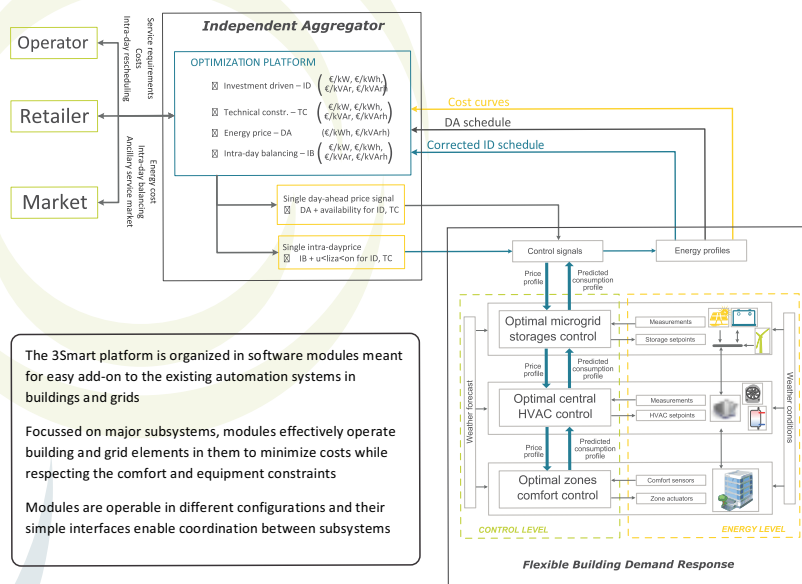 Independent Aggregator
Operator
Retailer
Market
Service requirements
Costs
Intra-day rescheduling
Energy cost
Intra-day balancing
Ancillary service market
OPTIMIZATION PLATFORM
Investment driven – ID (€/kW, €/kWh,
€/kVAr, €/kVArh)
Technical constr. – TC (€/kW, €/kWh,
€/kVAr, €/kVArh)
Energy price – DA (€/kWh, €/kVArh)
Intra-day balancing – IB (€/kW, €/kWh,
€/kVAr, €/kVArh)
Cost curves
DA schedule
Corrected ID schedule
Single day-ahead price signal
DA + availability for ID, TC
Single intra-dayprice
IB + u<liza<on for ID, TC
Control signals
Energy profiles
Price
profile
Predicted
consumption
profile
Optimal microgrid
storages control
Measurements
Storage setpoints
Price
profile
Predicted
consumption
profile
Optimal central
HVAC control
Measurements
HVAC setpoints
Price
profile
Predicted
consumption
profile
Optimal zones
comfort control
Comfort sensors
Zone actuators
Weather forecast
Weather conditions
CONTROL LEVEL
ENERGY LEVEL
Flexible Building Demand Response
The 3Smart platform is organized in software modules meant
for easy add-on to the existing automation systems in
buildings and grids
Focussed on major subsystems, modules effectively operate
building and grid elements in them to minimize costs while
respecting the comfort and equipment constraints
Modules are operable in different configurations and their
simple interfaces enable coordination between subsystems